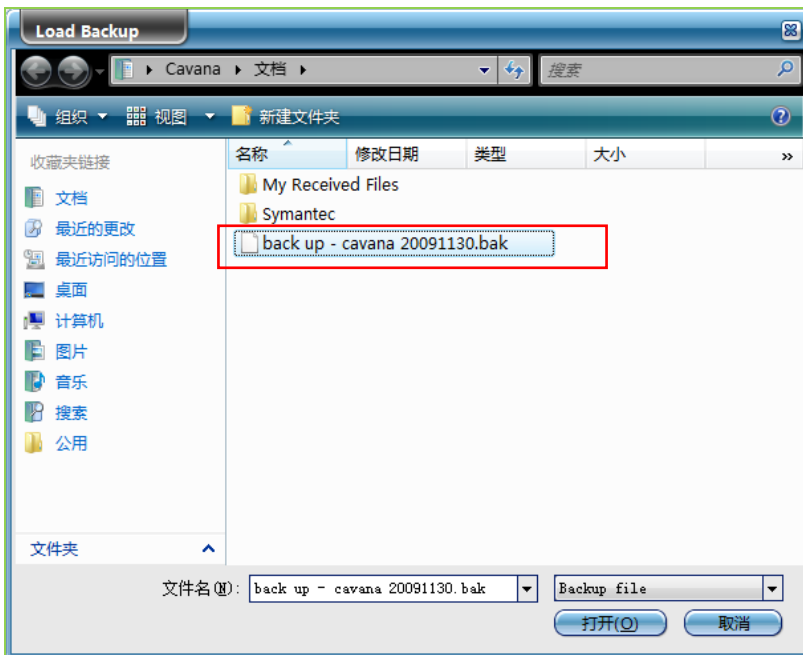 Load Backup
Cavana 文档 搜索
组织 视图 新建文件夹
收藏夹链接
名称 修改日期 类型 大小 »
文档
My Received Files
最近的更改
Symantec
最近访问的位置
back up - cavana 20091130.bak
桌面
计算机
图片
音乐
搜索
公用
文件夹
文件名(N): back up - cavana 20091130.bak Backup file
打开(O) 取消